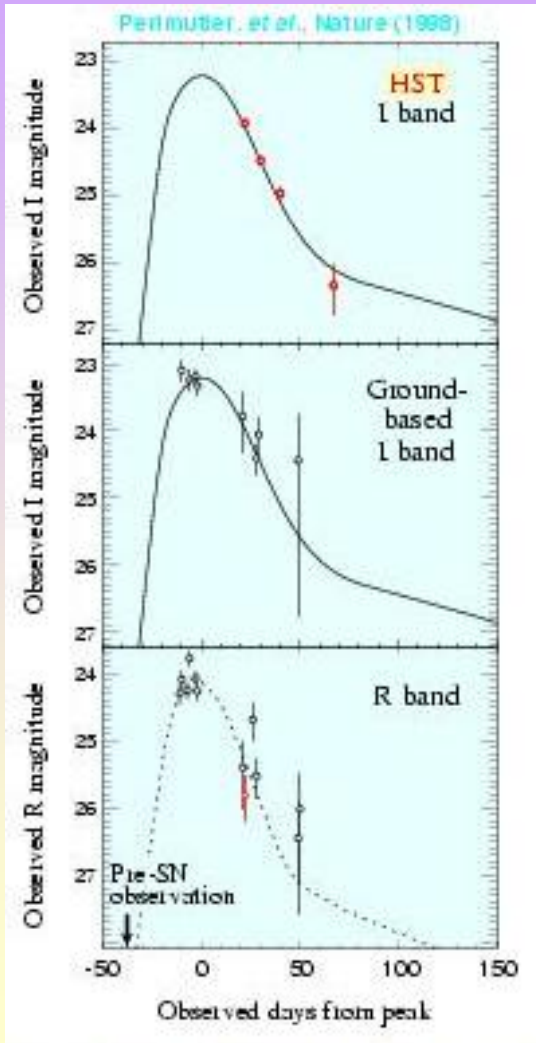 Perlmutter, et al., Nature (1998)
HST
I band
Observed I magnitude
23
24
25
26
27
Ground-
based
I band
Observed I magnitude
23
24
25
26
27
R band
Observed R magnitude
24
25
26
27
Pre-SN
observation
-50
0
50
100
150
Observed days from peak